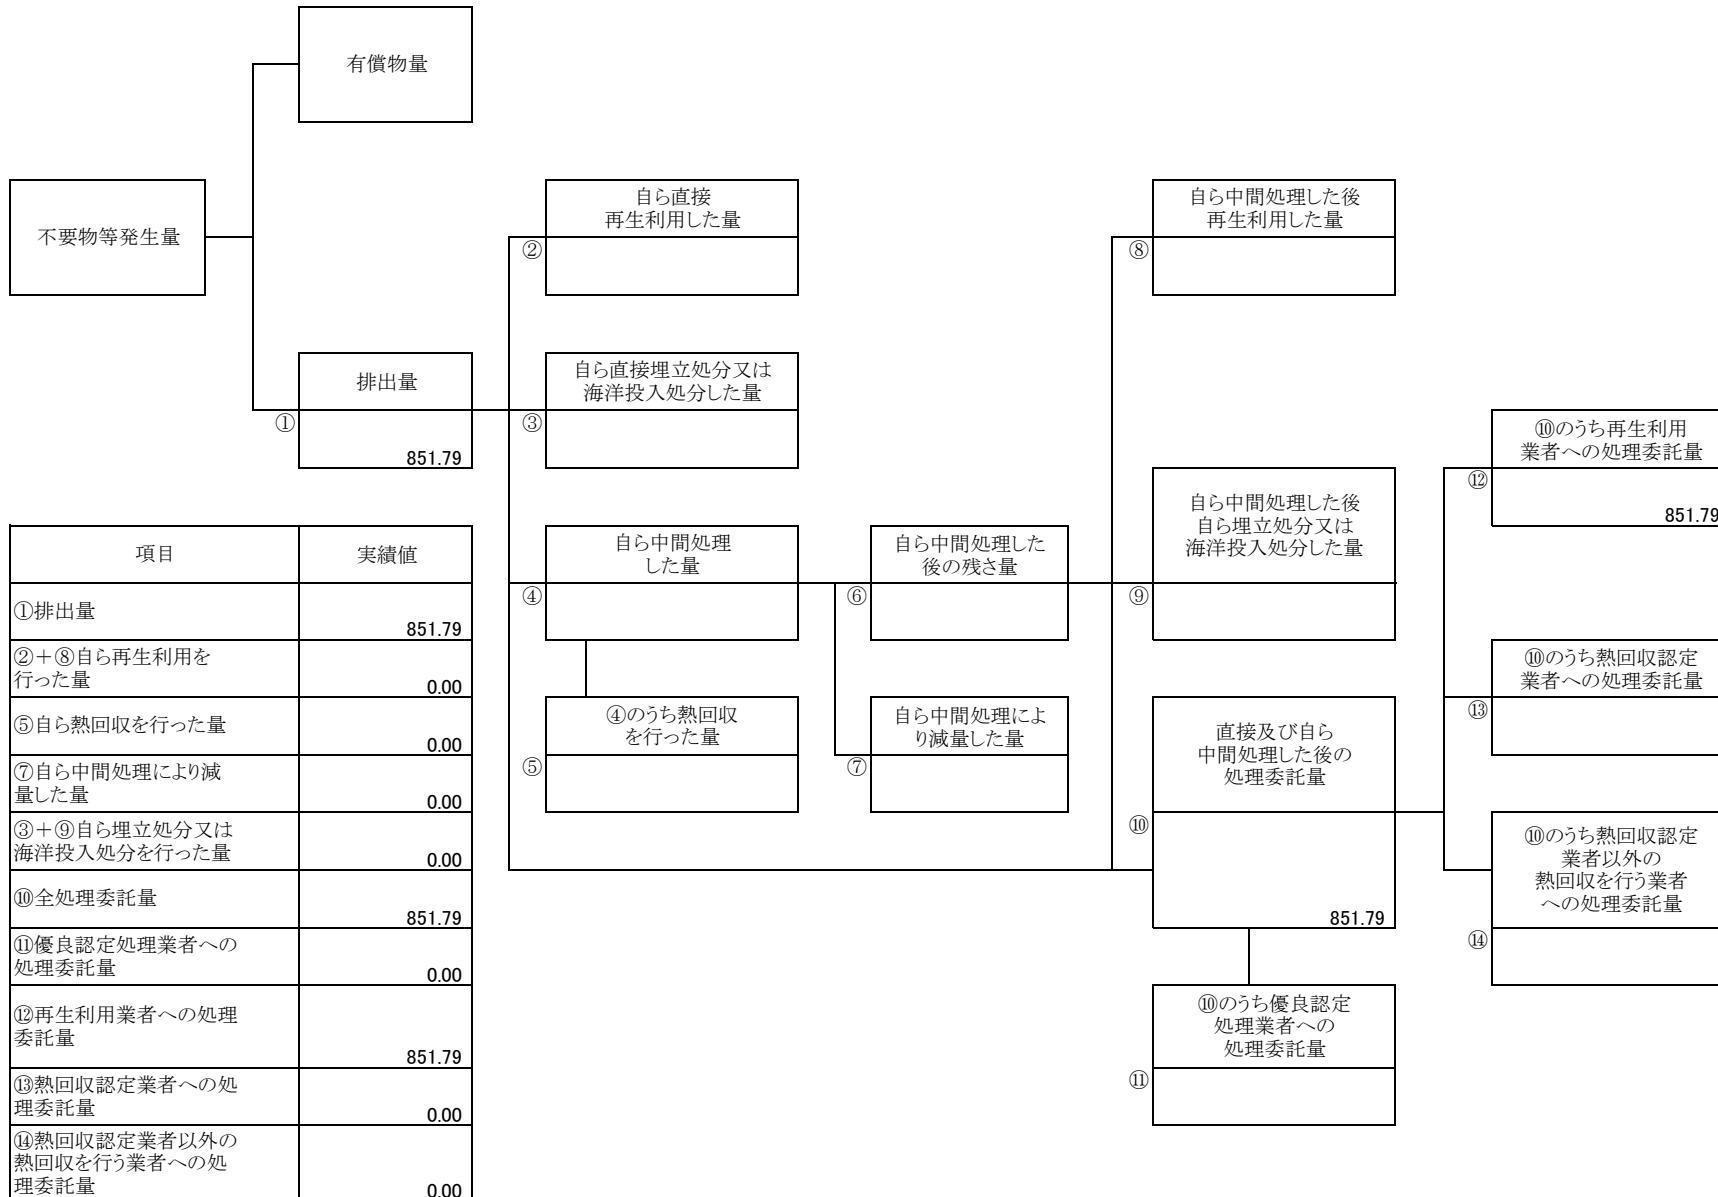 有償物量
不要物等発生量
排出量
①
851.79
自ら直接
再生利用した量
②
自ら直接埋立処分又は
海洋投入処分した量
③
自ら中間処理
した量
④
④のうち熱回収
を行った量
⑤
自ら中間処理した
後の残さ量
⑥
自ら中間処理によ
り減量した量
⑦
自ら中間処理した後
再生利用した量
⑧
自ら中間処理した後
自ら埋立処分又は
海洋投入処分した量
⑨
直接及び自ら
中間処理した後の
処理委託量
⑩
851.79
⑩のうち優良認定
処理業者への
処理委託量
⑪
⑩のうち再生利用
業者への処理委託量
⑫
851.79
⑩のうち熱回収認定
業者への処理委託量
⑬
⑩のうち熱回収認定
業者以外の
熱回収を行う業者
への処理委託量
⑭
項目 実績値
①排出量
851.79
②+⑧自ら再生利用を
行った量
0.00
⑤自ら熱回収を行った量
0.00
⑦自ら中間処理により減
量した量
0.00
③+⑨自ら埋立処分又は
海洋投入処分を行った量
0.00
⑩全処理委託量
851.79
⑪優良認定処理業者への
処理委託量
0.00
⑫再生利用業者への処理
委託量
851.79
⑬熱回収認定業者への処
理委託量
0.00
⑭熱回収認定業者以外の
熱回収を行う業者への処
理委託量
0.00